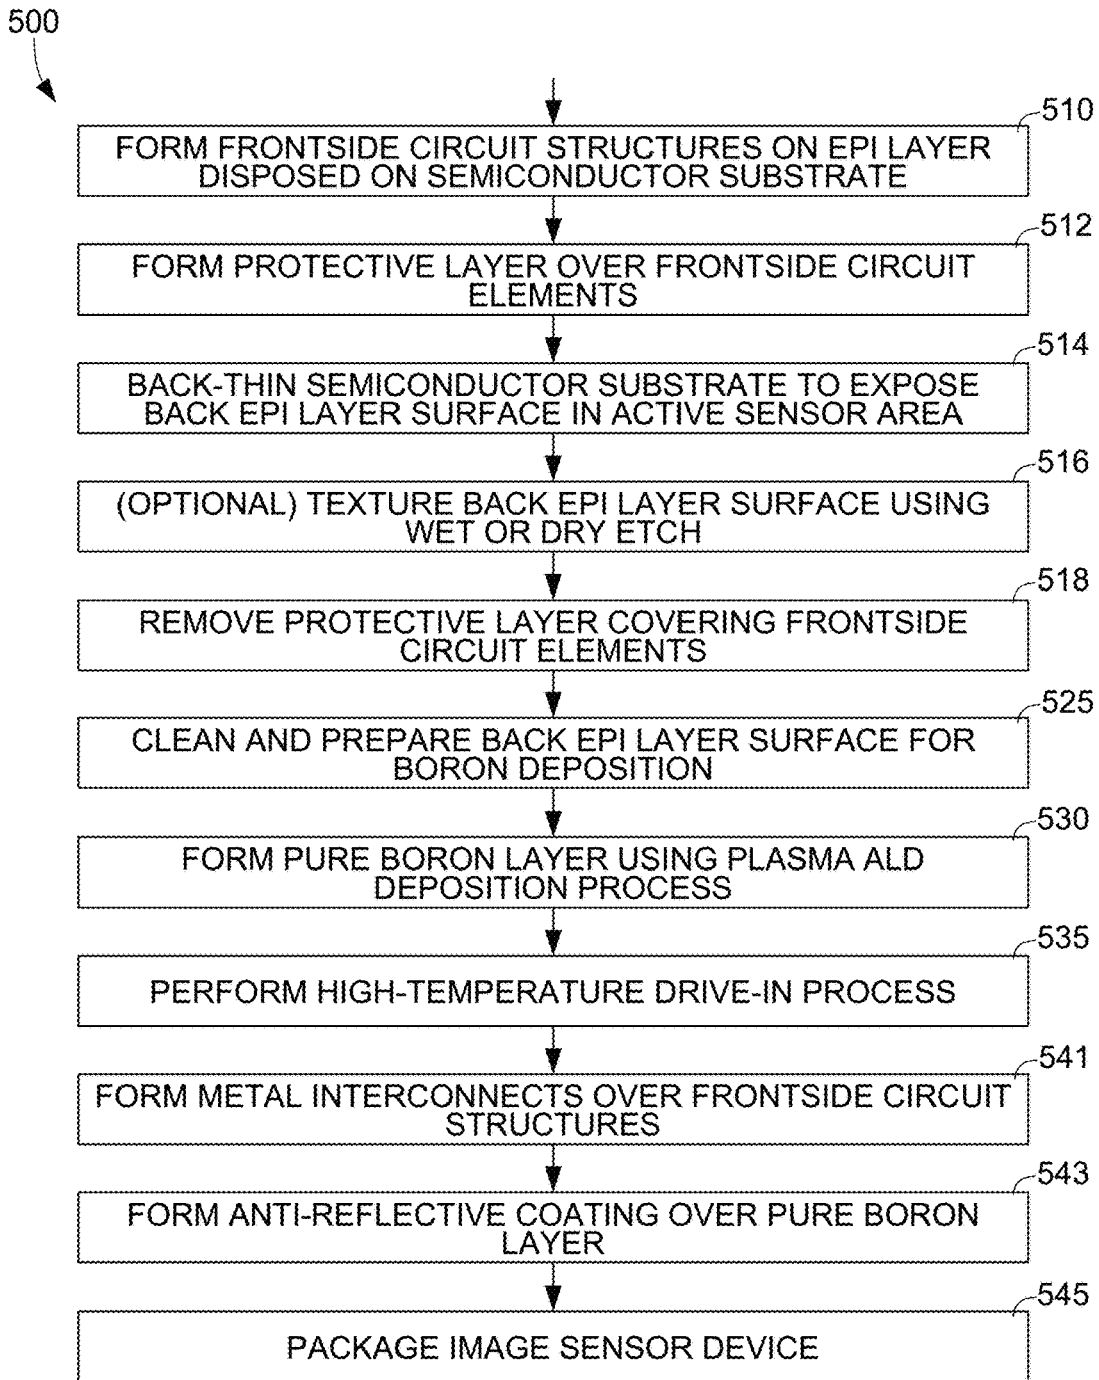 500
510
FORM FRONTSIDE CIRCUIT STRUCTURES ON EPI LAYER
DISPOSED ON SEMICONDUCTOR SUBSTRATE
512
FORM PROTECTIVE LAYER OVER FRONTSIDE CIRCUIT
ELEMENTS
514
BACK-THIN SEMICONDUCTOR SUBSTRATE TO EXPOSE
BACK EPI LAYER SURFACE IN ACTIVE SENSOR AREA
516
(OPTIONAL) TEXTURE BACK EPI LAYER SURFACE USING
WET OR DRY ETCH
518
REMOVE PROTECTIVE LAYER COVERING FRONTSIDE
CIRCUIT ELEMENTS
525
CLEAN AND PREPARE BACK EPI LAYER SURFACE FOR
BORON DEPOSITION
530
FORM PURE BORON LAYER USING PLASMA ALD
DEPOSITION PROCESS
535
PERFORM HIGH-TEMPERATURE DRIVE-IN PROCESS
541
FORM METAL INTERCONNECTS OVER FRONTSIDE CIRCUIT
STRUCTURES
543
FORM ANTI-REFLECTIVE COATING OVER PURE BORON
LAYER
545
PACKAGE IMAGE SENSOR DEVICE